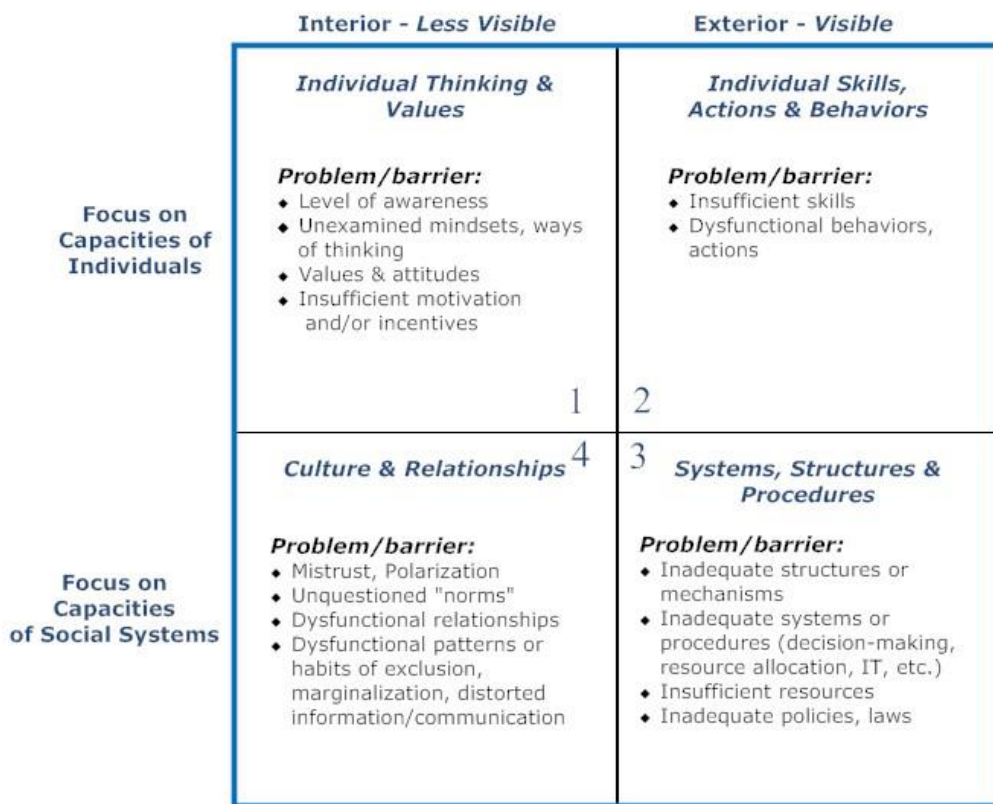 Interior - Less Visible
Exterior - Visible
Focus on
Capacities of
Individuals
Individual Thinking &
Values
Problem/barrier:
◆ Level of awareness
◆ Unexamined mindsets, ways
of thinking
◆ Values & attitudes
◆ Insufficient motivation
and/or incentives
1
Individual Skills,
Actions & Behaviors
Problem/barrier:
◆ Insufficient skills
◆ Dysfunctional behaviors,
actions
2
Focus on
Capacities
of Social Systems
Culture & Relationships
4
Problem/barrier:
◆ Mistrust, Polarization
◆ Unquestioned "norms"
◆ Dysfunctional relationships
◆ Dysfunctional patterns or
habits of exclusion,
marginalization, distorted
information/communication
3
Systems, Structures &
Procedures
Problem/barrier:
◆ Inadequate structures or
mechanisms
◆ Inadequate systems or
procedures (decision-making,
resource allocation, IT, etc.)
◆ Insufficient resources
◆ Inadequate policies, laws